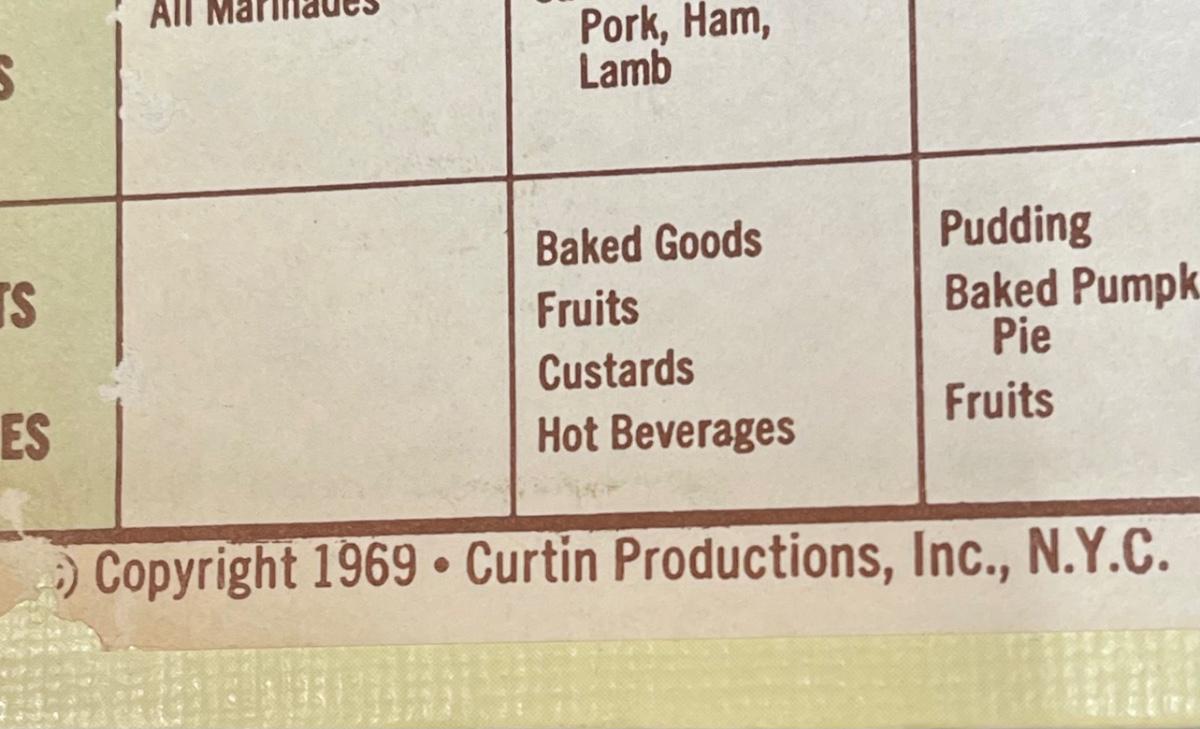 All Marinades
Pork, Ham,
Lamb
S
Baked Goods
Fruits
Custards
Hot Beverages
Pudding
Baked Pumpk
Pie
Fruits
TS
ES
Copyright 1969 • Curtin Productions, Inc., N.Y.C.